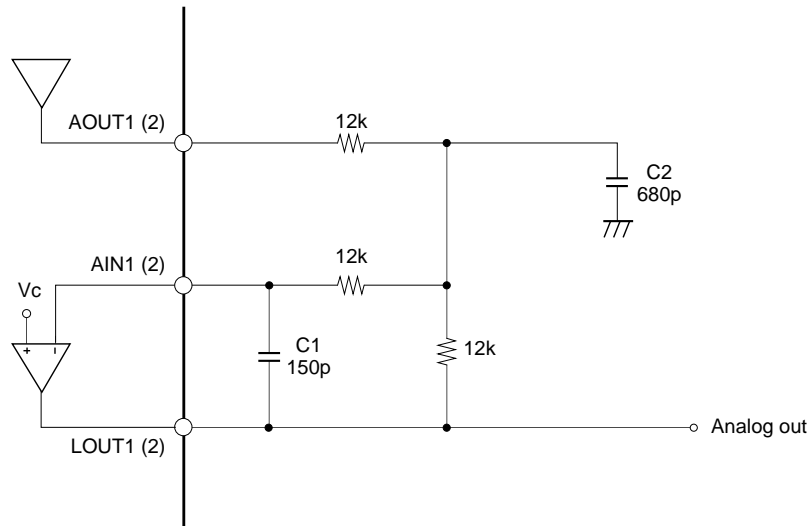 AOUT1 (2)
12k
C2
680p
AIN1 (2)
12k
Vc
+
–
C1
150p
12k
LOUT1 (2)
Analog out